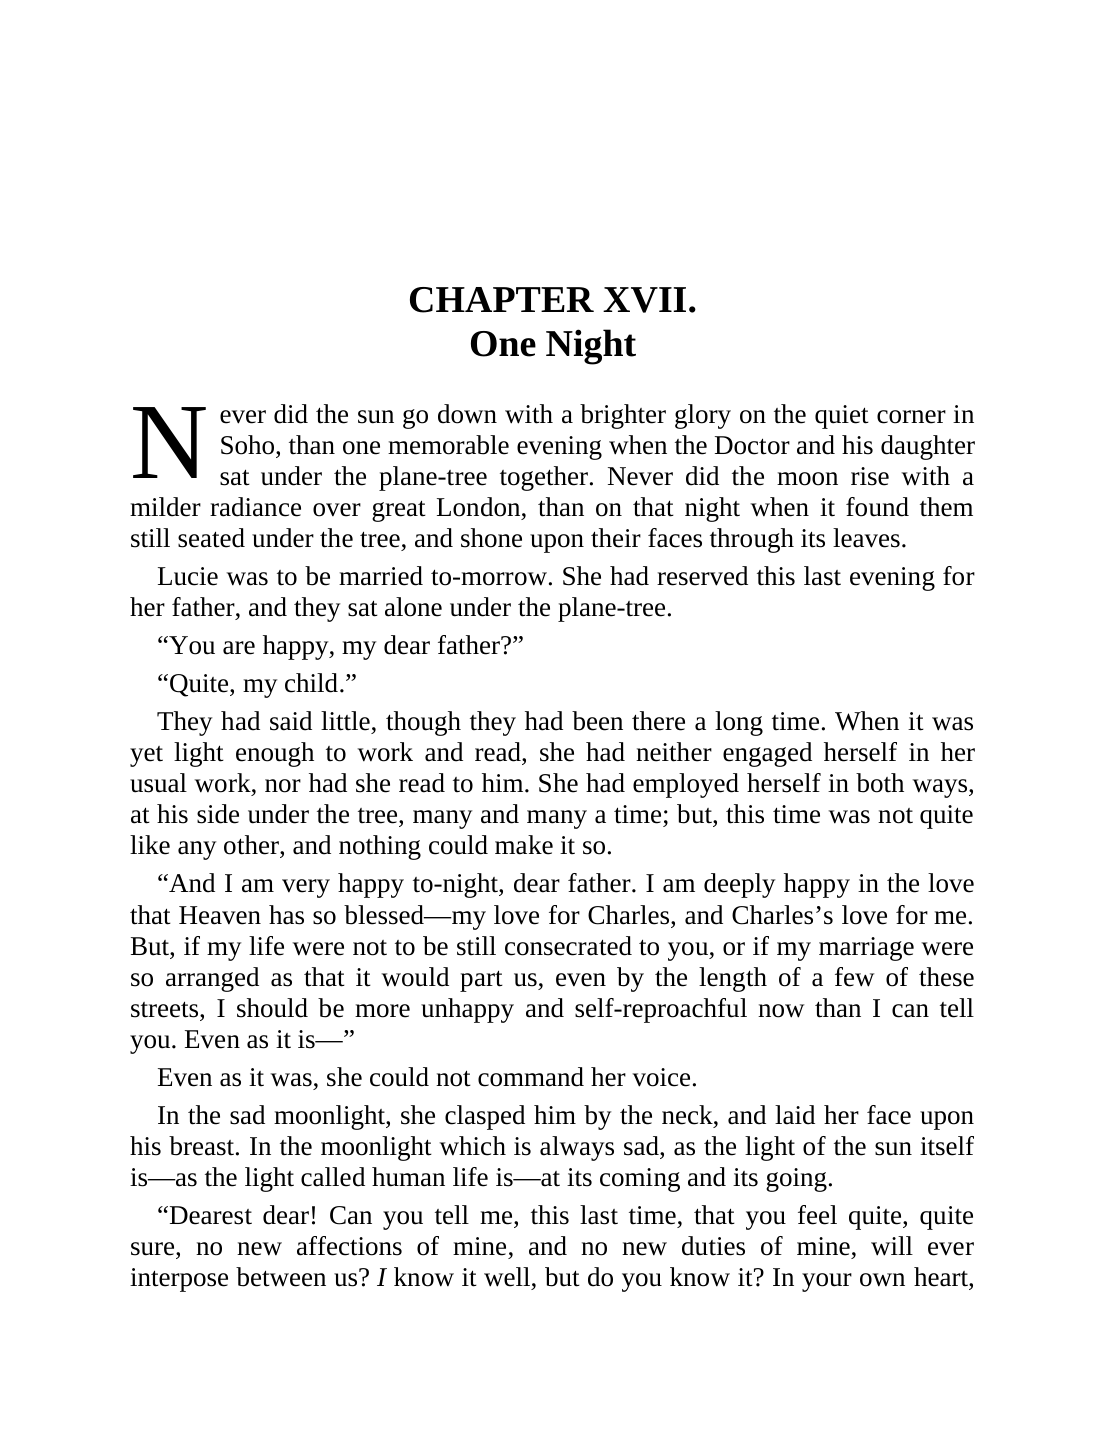 CHAPTER XVII.
One Night
Never did the sun go down with a brighter glory on the quiet corner in
Soho, than one memorable evening when the Doctor and his daughter
sat under the plane-tree together. Never did the moon rise with a
milder radiance over great London, than on that night when it found them
still seated under the tree, and shone upon their faces through its leaves.
Lucie was to be married to-morrow. She had reserved this last evening for
her father, and they sat alone under the plane-tree.
“You are happy, my dear father?”
“Quite, my child.”
They had said little, though they had been there a long time. When it was
yet light enough to work and read, she had neither engaged herself in her
usual work, nor had she read to him. She had employed herself in both ways,
at his side under the tree, many and many a time; but, this time was not quite
like any other, and nothing could make it so.
“And I am very happy to-night, dear father. I am deeply happy in the love
that Heaven has so blessed—my love for Charles, and Charles’s love for me.
But, if my life were not to be still consecrated to you, or if my marriage were
so arranged as that it would part us, even by the length of a few of these
streets, I should be more unhappy and self-reproachful now than I can tell
you. Even as it is—”
Even as it was, she could not command her voice.
In the sad moonlight, she clasped him by the neck, and laid her face upon
his breast. In the moonlight which is always sad, as the light of the sun itself
is—as the light called human life is—at its coming and its going.
“Dearest dear! Can you tell me, this last time, that you feel quite, quite
sure, no new affections of mine, and no new duties of mine, will ever
interpose between us? I know it well, but do you know it? In your own heart,